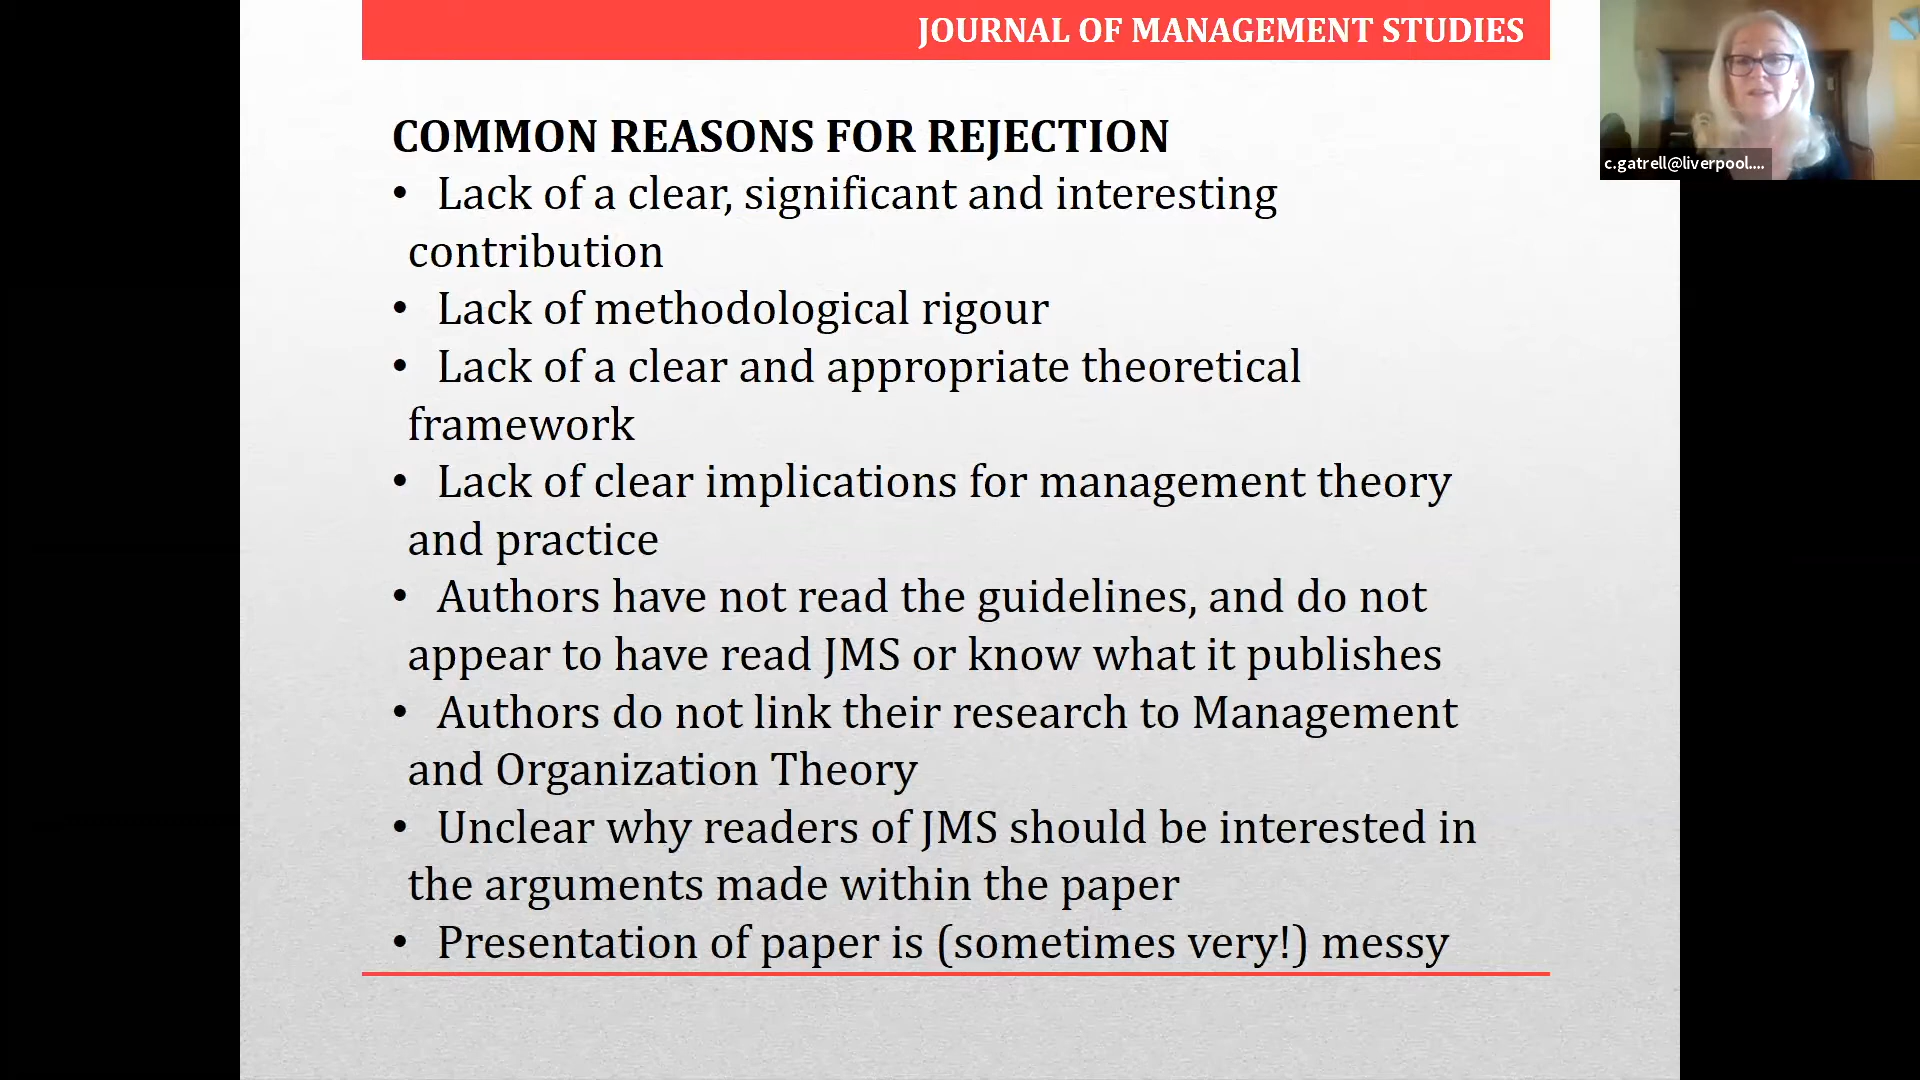 JOURNAL OF MANAGEMENT STUDIES
c.gatrell@liverpool....
COMMON REASONS FOR REJECTION
• Lack of a clear, significant and interesting
contribution
• Lack of methodological rigour
• Lack of a clear and appropriate theoretical
framework
• Lack of clear implications for management theory
and practice
• Authors have not read the guidelines, and do not
appear to have read JMS or know what it publishes
• Authors do not link their research to Management
and Organization Theory
• Unclear why readers of JMS should be interested in
the arguments made within the paper
• Presentation of paper is (sometimes very!) messy